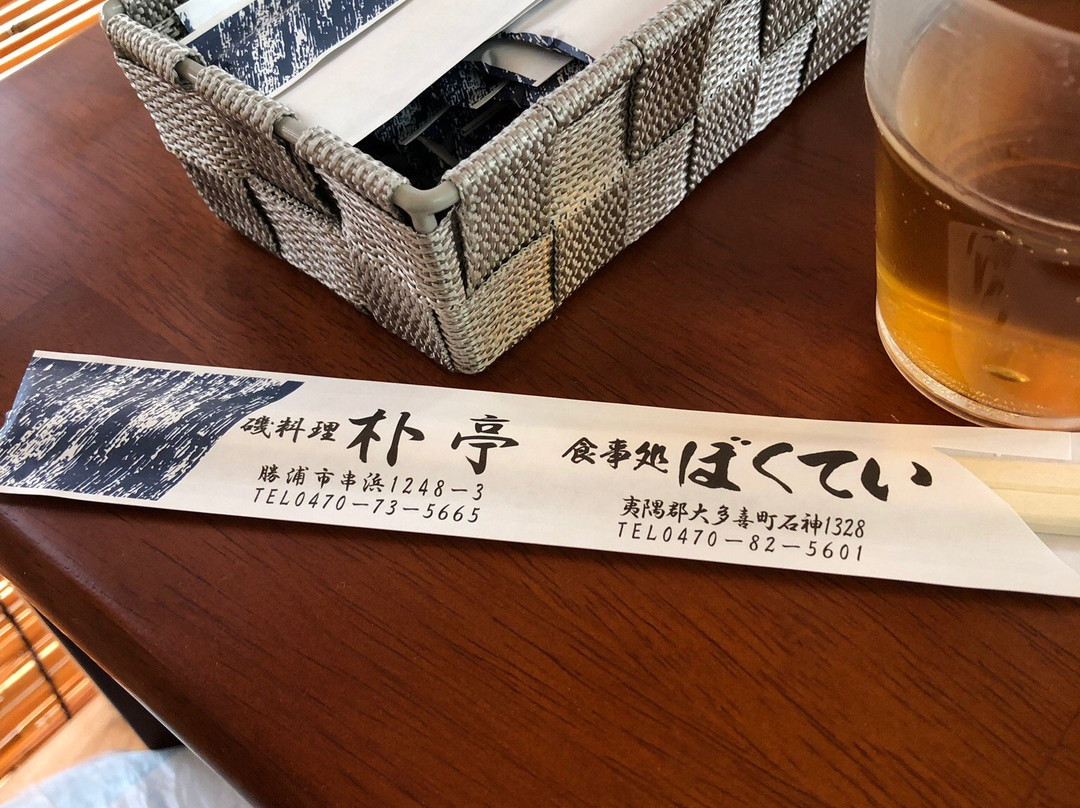 磯料理 朴亭
勝浦市串浜1248－3
TEL0470－73－5665
食事処ぼくてい
夷隅郡大多喜町石神1328
TEL0470－82－5601